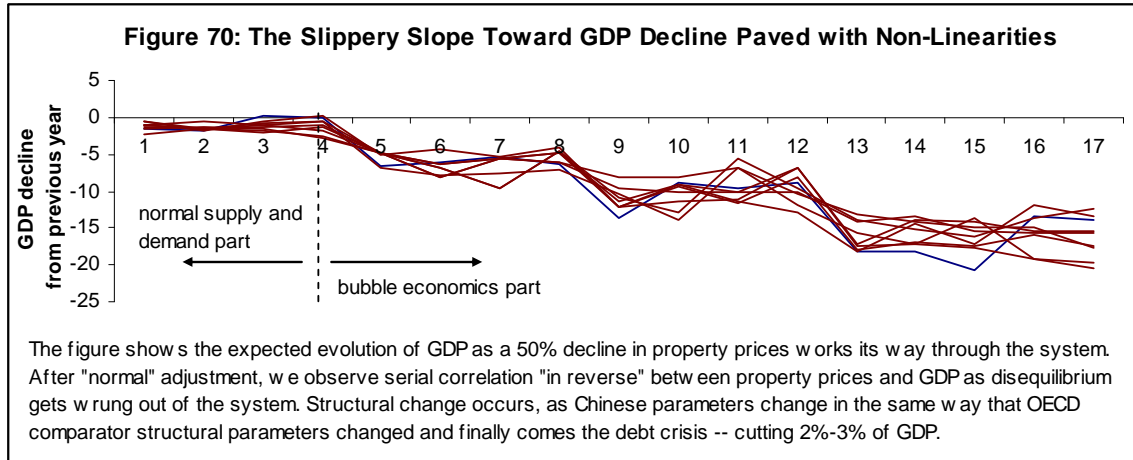 Figure 70: The Slippery Slope Toward GDP Decline Paved with Non-Linearities
5
0
-5
-10
-15
-20
-25
GDP decline
from previous year
1 2 3 4 5 6 7 8 9 10 11 12 13 14 15 16 17
normal supply and
demand part
bubble economics part
The figure shows the expected evolution of GDP as a 50% decline in property prices works its way through the system.
After "normal" adjustment, we observe serial correlation "in reverse" between property prices and GDP as disequilibrium
gets wrung out of the system. Structural change occurs, as Chinese parameters change in the same way that OECD
comparator structural parameters changed and finally comes the debt crisis -- cutting 2%-3% of GDP.